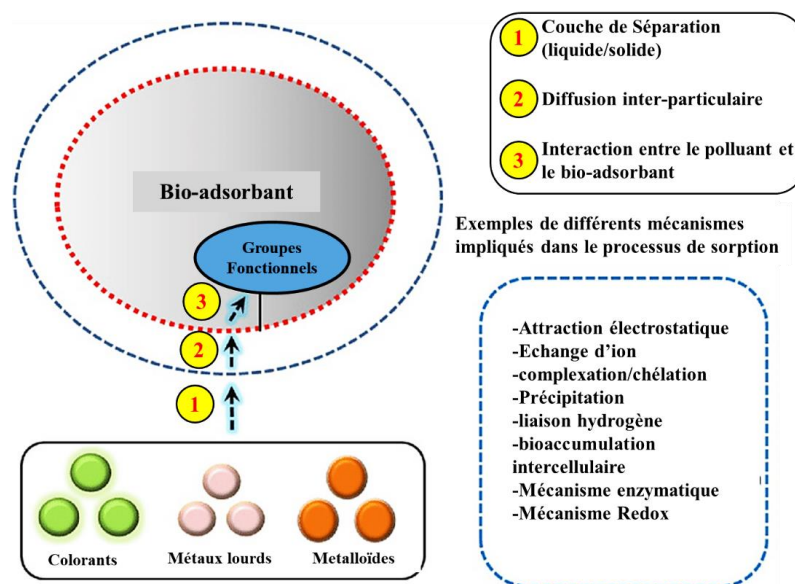 1 Couche de Séparation
(liquide/solide)
2 Diffusion inter-particulaire
3 Interaction entre le polluant et
le bio-adsorbant
Bio-adsorbant
Groupes
Fonctionnels
3
2
1
Colorants
Métaux lourds
Metalloïdes
Exemples de différents mécanismes
impliqués dans le processus de sorption
-Attraction électrostatique
-Echange d’ion
-complexation/chélation
-Précipitation
-liaison hydrogène
-bioaccumulation
intercellulaire
-Mécanisme enzymatique
-Mécanisme Redox